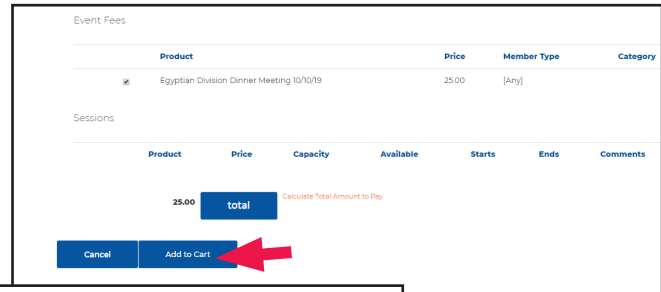 Event Fees
Product Price Member Type Category
Egyptian Division Dinner Meeting 10/10/19 25.00 [Any]
Sessions
Product Price Capacity Available Starts Ends Comments
25.00 total Calculate Total Amount to Pay
Cancel Add to Cart